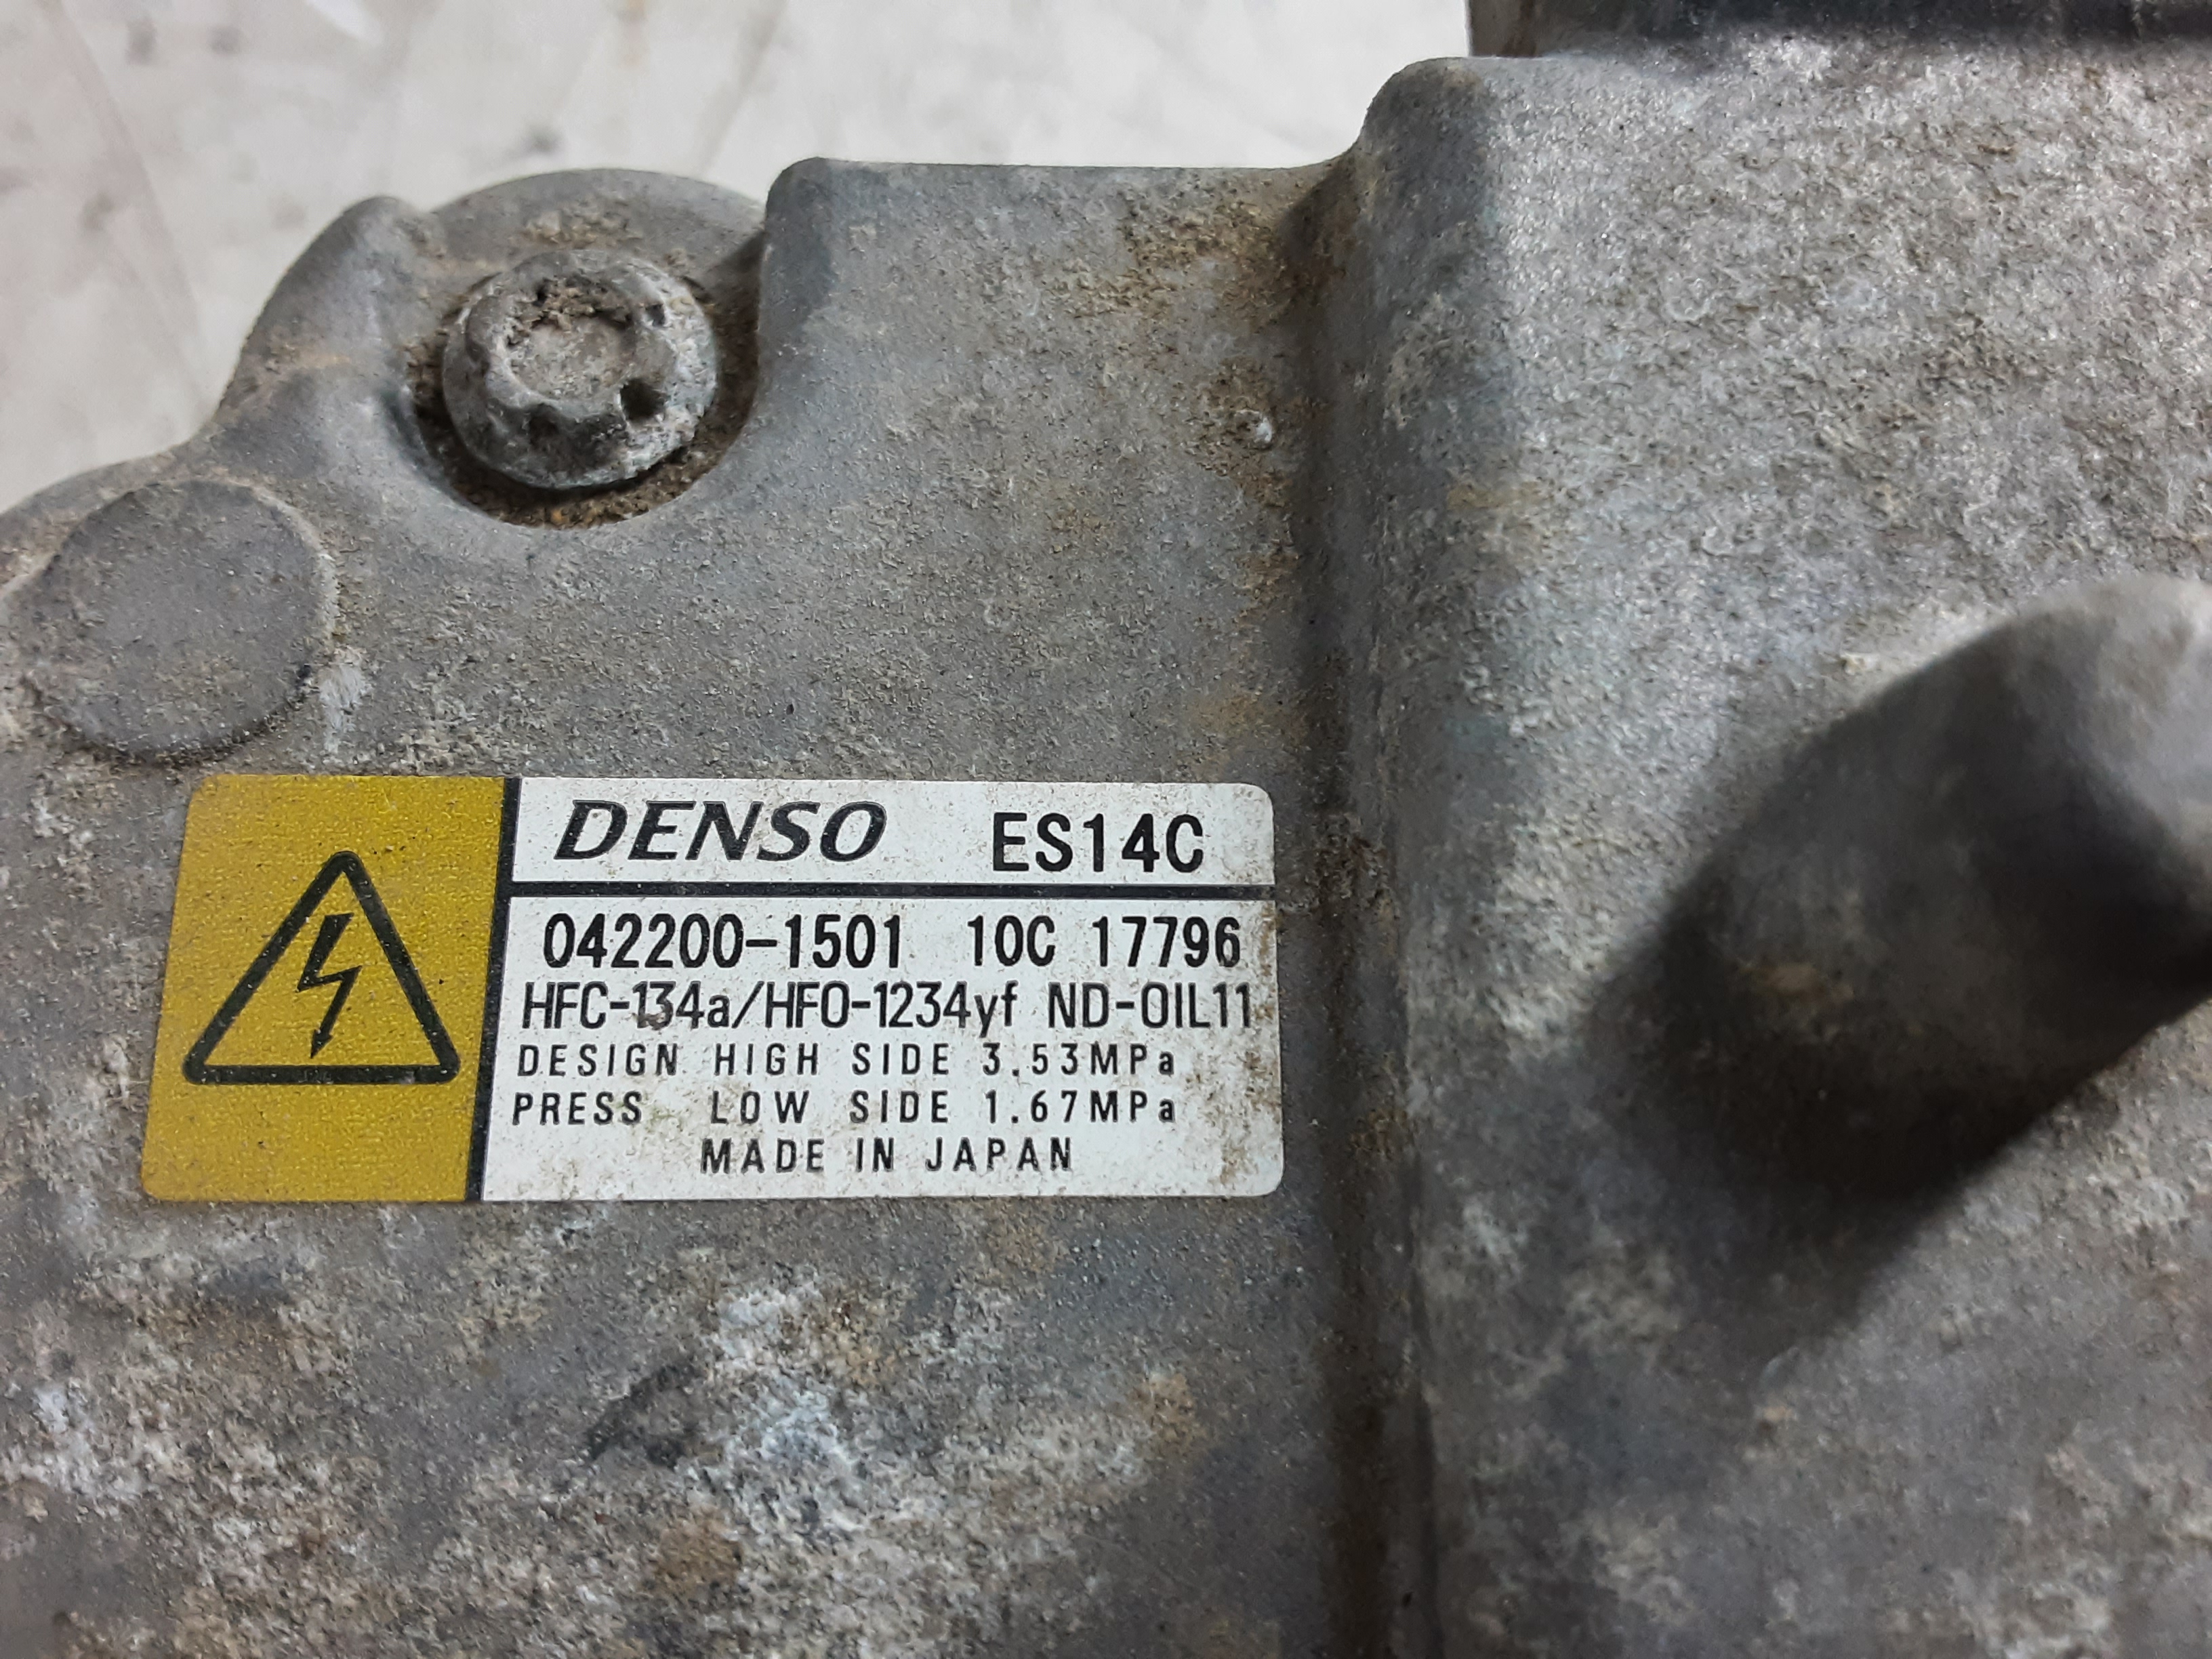 DENSO ES14C
042200-1501 10C 17796
HFC-134a/HFO-1234yf ND-OIL11
DESIGN HIGH SIDE 3.53MPa
PRESS LOW SIDE 1.67MPa
MADE IN JAPAN